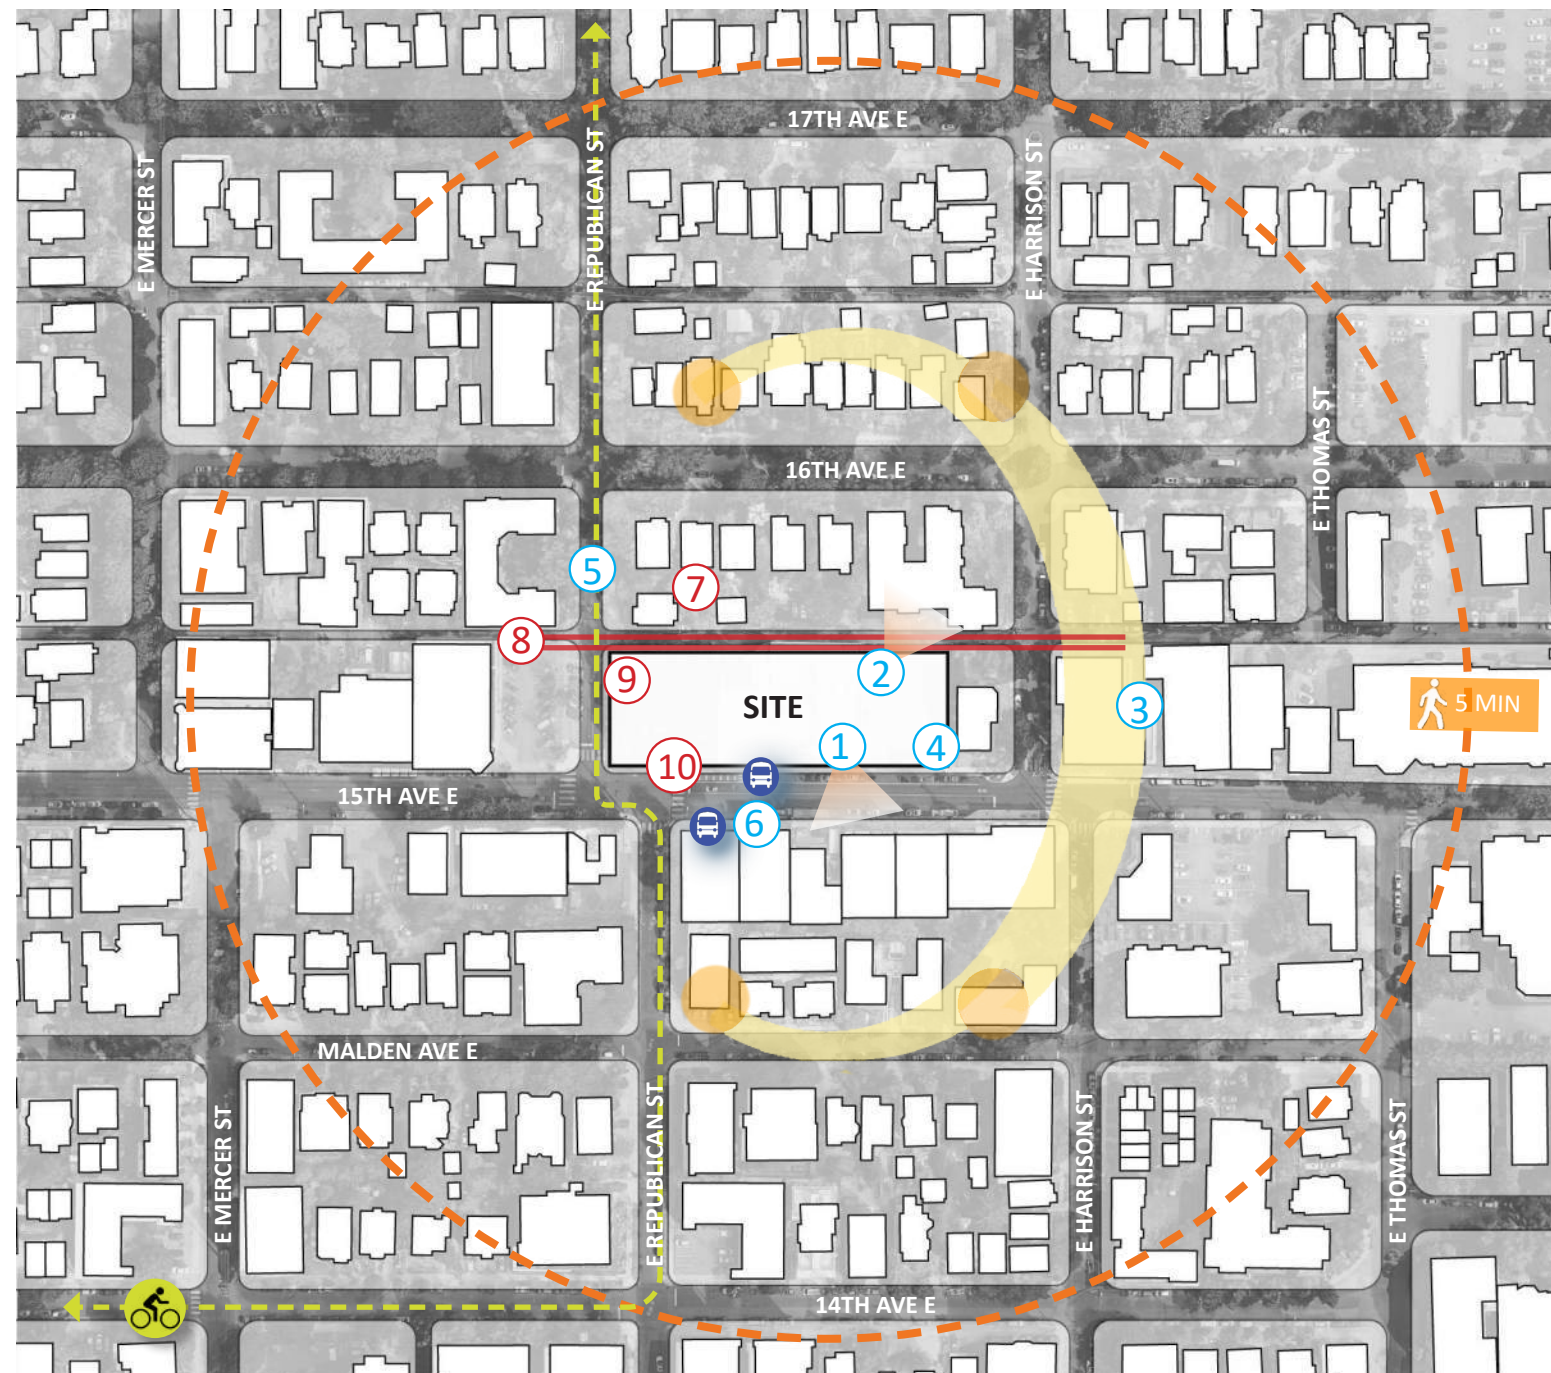 17TH AVE E
E MERCER ST
E REPUBLICAN ST
E HARRISON ST
16TH AVE E
E THOMAS ST
5
7
8
9
2
SITE
3
5 MIN
1
4
10
15TH AVE E
6
MALDEN AVE E
E MERCER ST
E REPUBLICAN ST
E HARRISON ST
E THOMAS ST
14TH AVE E